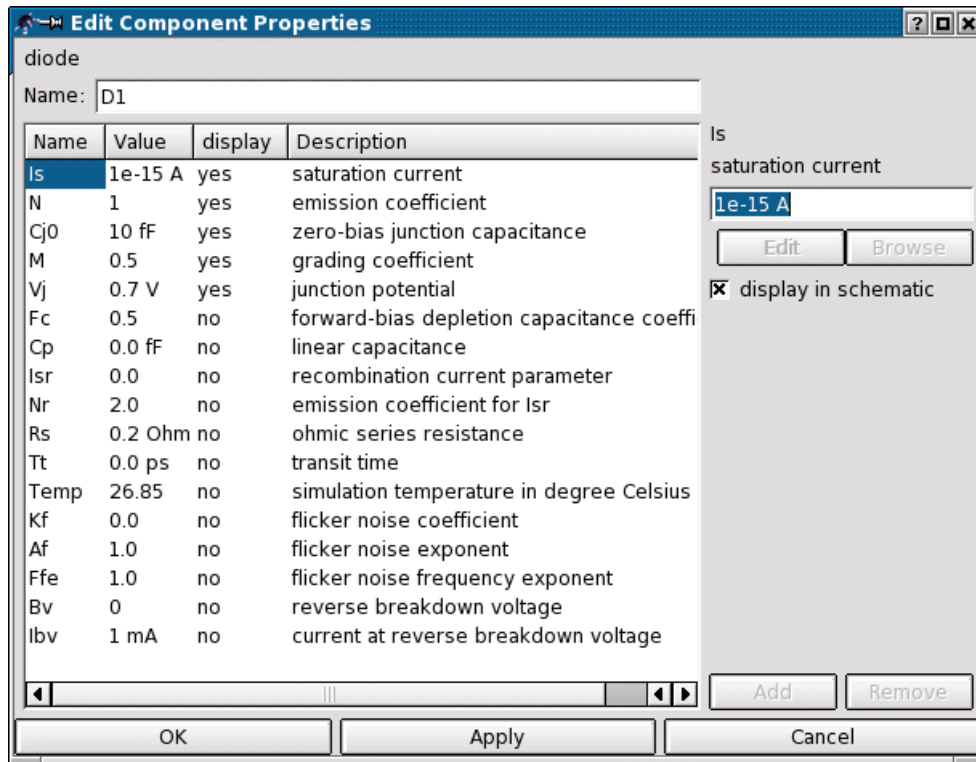 Edit Component Properties
diode
Name: D1
Name Value display Description
Is 1e-15 A yes saturation current
N 1 yes emission coefficient
Cj0 10 fF yes zero-bias junction capacitance
M 0.5 yes grading coefficient
Vj 0.7 V yes junction potential
Fc 0.5 no forward-bias depletion capacitance coeffi
Cp 0.0 fF no linear capacitance
Isr 0.0 no recombination current parameter
Nr 2.0 no emission coefficient for Isr
Rs 0.2 Ohm no ohmic series resistance
Tt 0.0 ps no transit time
Temp 26.85 no simulation temperature in degree Celsius
Kf 0.0 no flicker noise coefficient
Af 1.0 no flicker noise exponent
Ffe 1.0 no flicker noise frequency exponent
Bv 0 no reverse breakdown voltage
Ibv 1 mA no current at reverse breakdown voltage
Is
saturation current
1e-15 A
Edit Browse
display in schematic
Add Remove
OK Apply Cancel